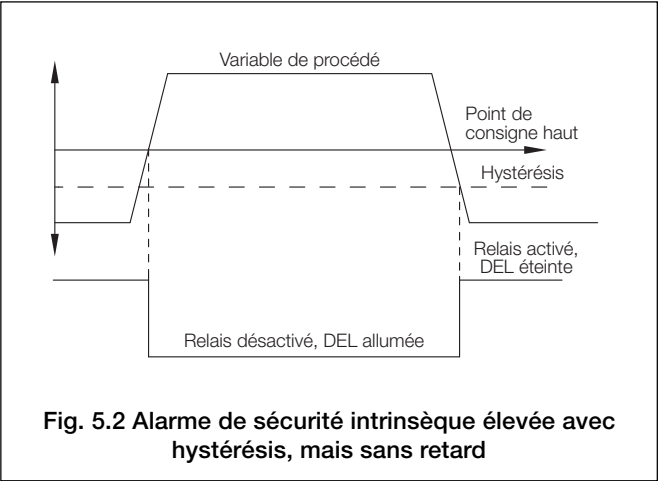 Variable de procédé
Point de
consigne haut
Hystérésis
Relais activé,
DEL éteinte
Relais désactivé, DEL allumée
Fig. 5.2 Alarme de sécurité intrinsèque élevée avec
hystérésis, mais sans retard